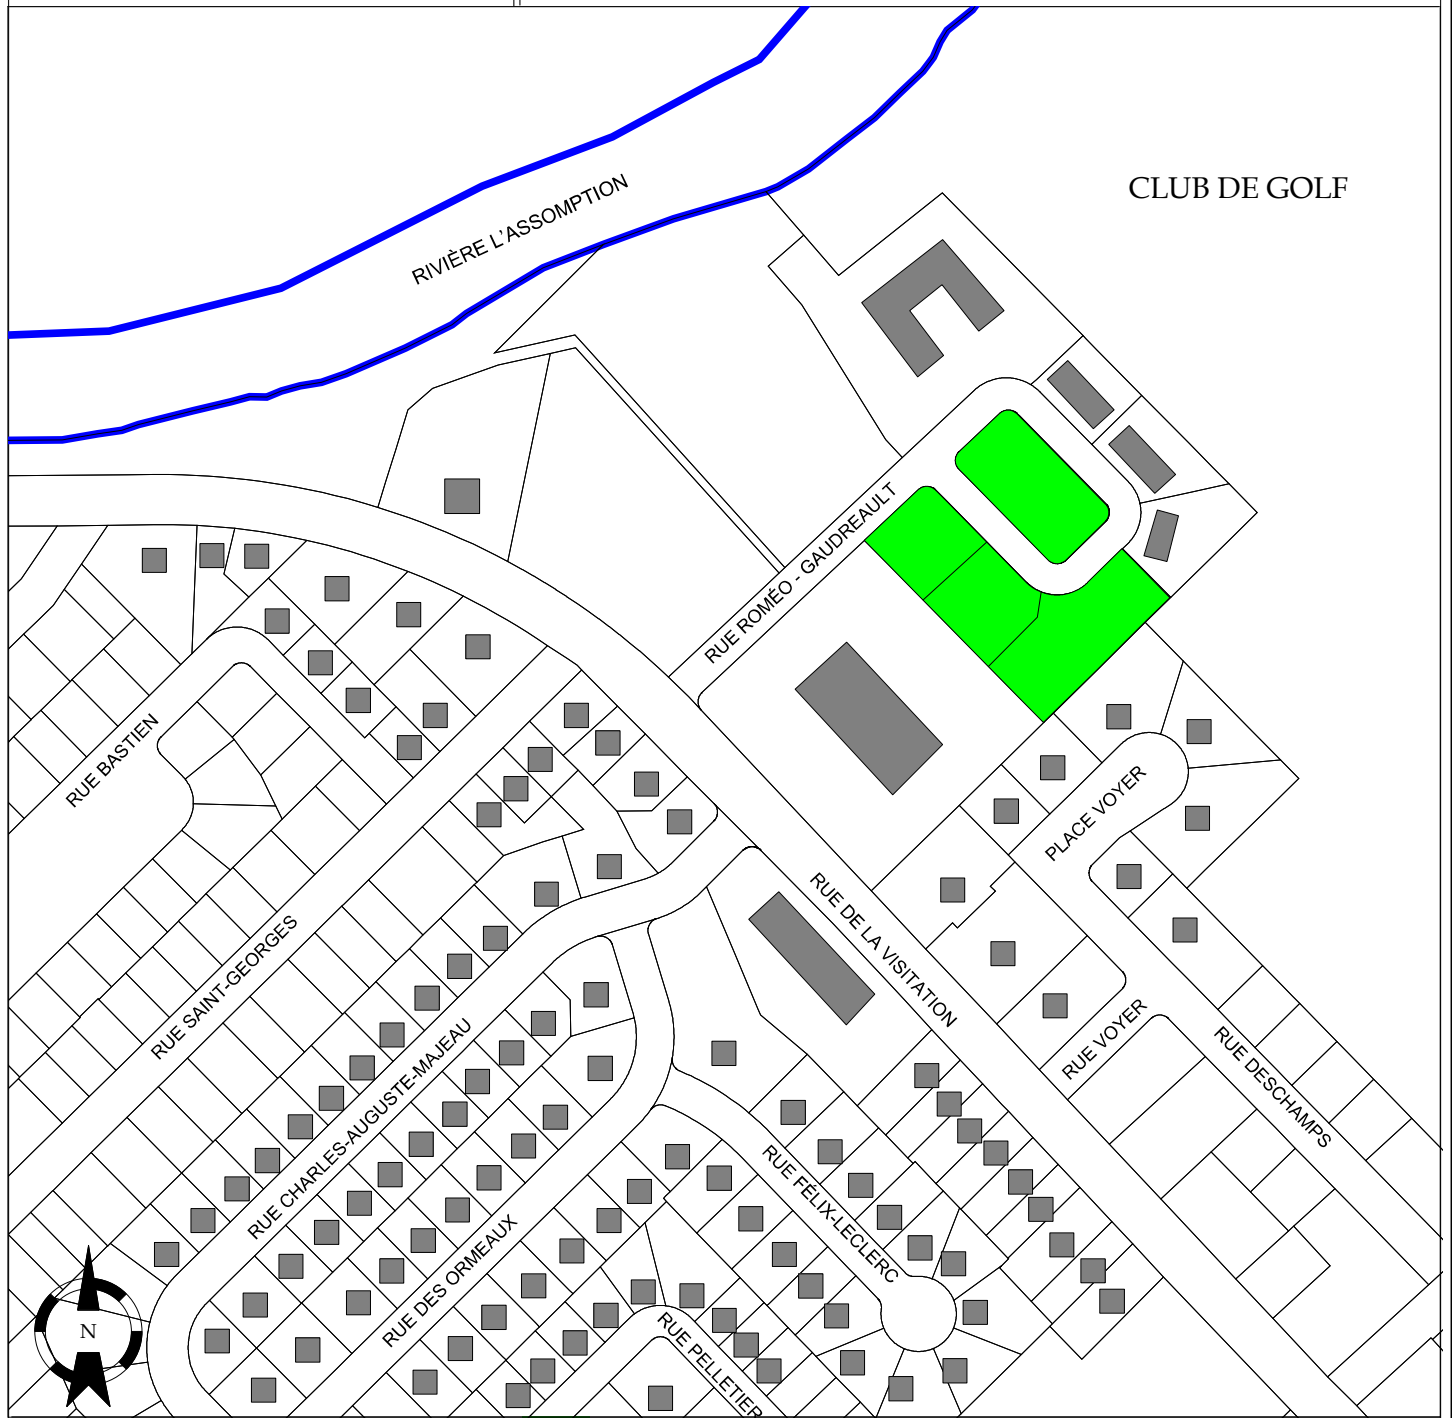 CLUB DE GOLF
RIVIÈRE L'ASSOMPTION
RUE ROMÉO - GAUDREAULT
RUE BASTIEN
PLACE VOYER
RUE DE LA VISITATION
RUE SAINT-GEORGES
RUE VOYER
RUE DESCHAMPS
RUE CHARLES-AUGUSTE-MAJEAU
RUE FÉLIX-LECLERC
RUE DES ORMEAUX
RUE PELLETIER
N